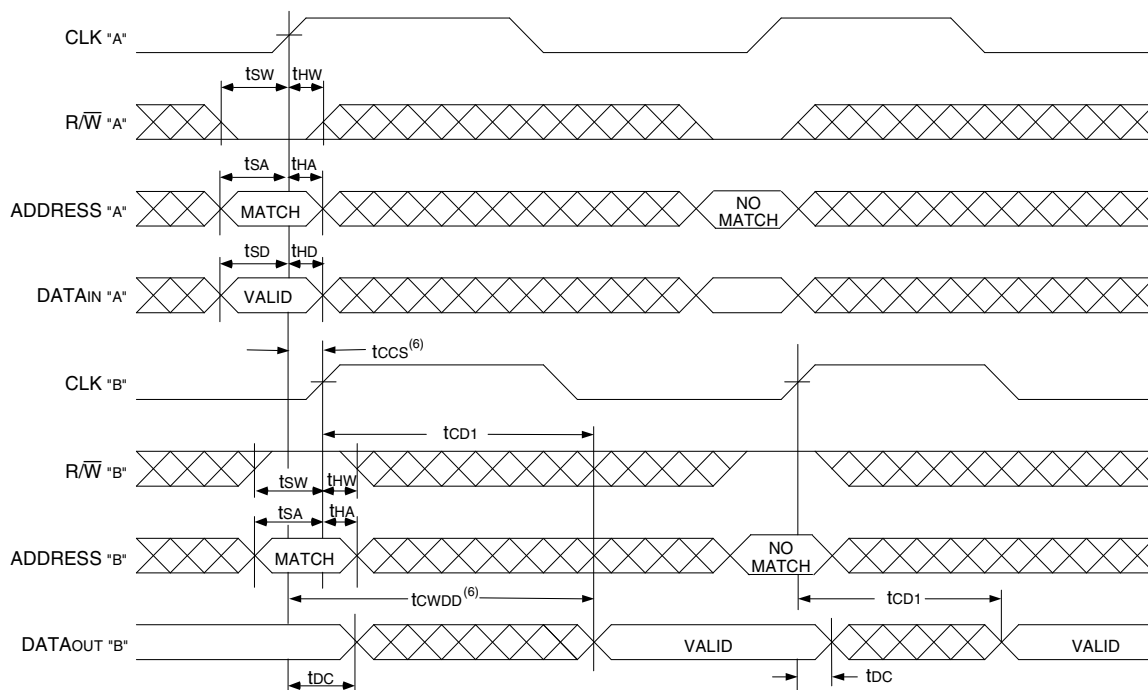 CLK "A"
tSW tHW
R/W̅ "A"
tSA tHA
ADDRESS "A" MATCH NO MATCH
tSD tHD
DATAIN "A" VALID
tCCS(6)
CLK "B"
tCD1
R/W̅ "B"
tSW tHW
tSA tHA
ADDRESS "B" MATCH NO MATCH
tCWDD(6) tCD1
DATAOUT "B" VALID VALID
tDC tDC